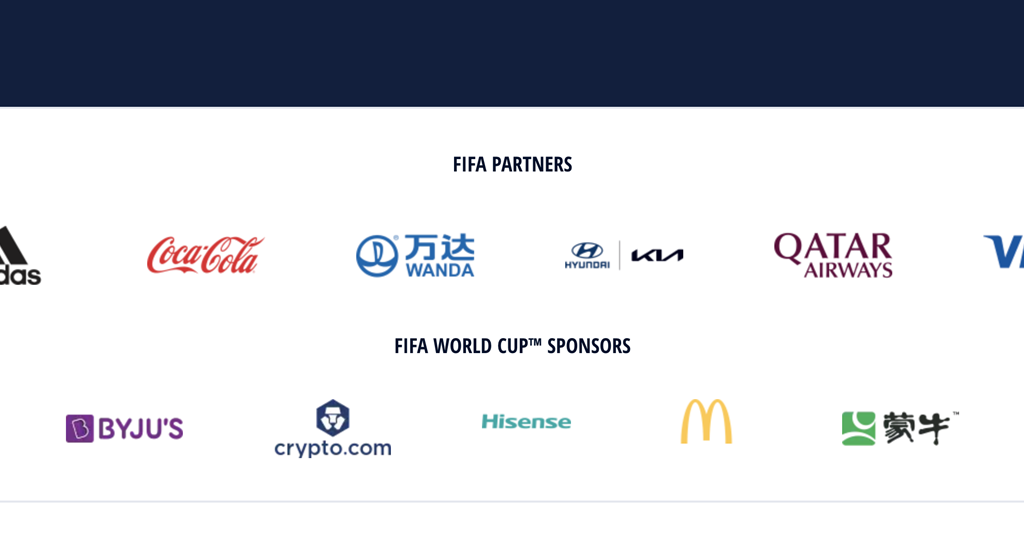 FIFA PARTNERS
das
Coca-Cola
万达
WANDA
HYUNDAI
KIA
QATAR
AIRWAYS
FIFA WORLD CUP™ SPONSORS
BYJU'S
crypto.com
Hisense
蒙牛™